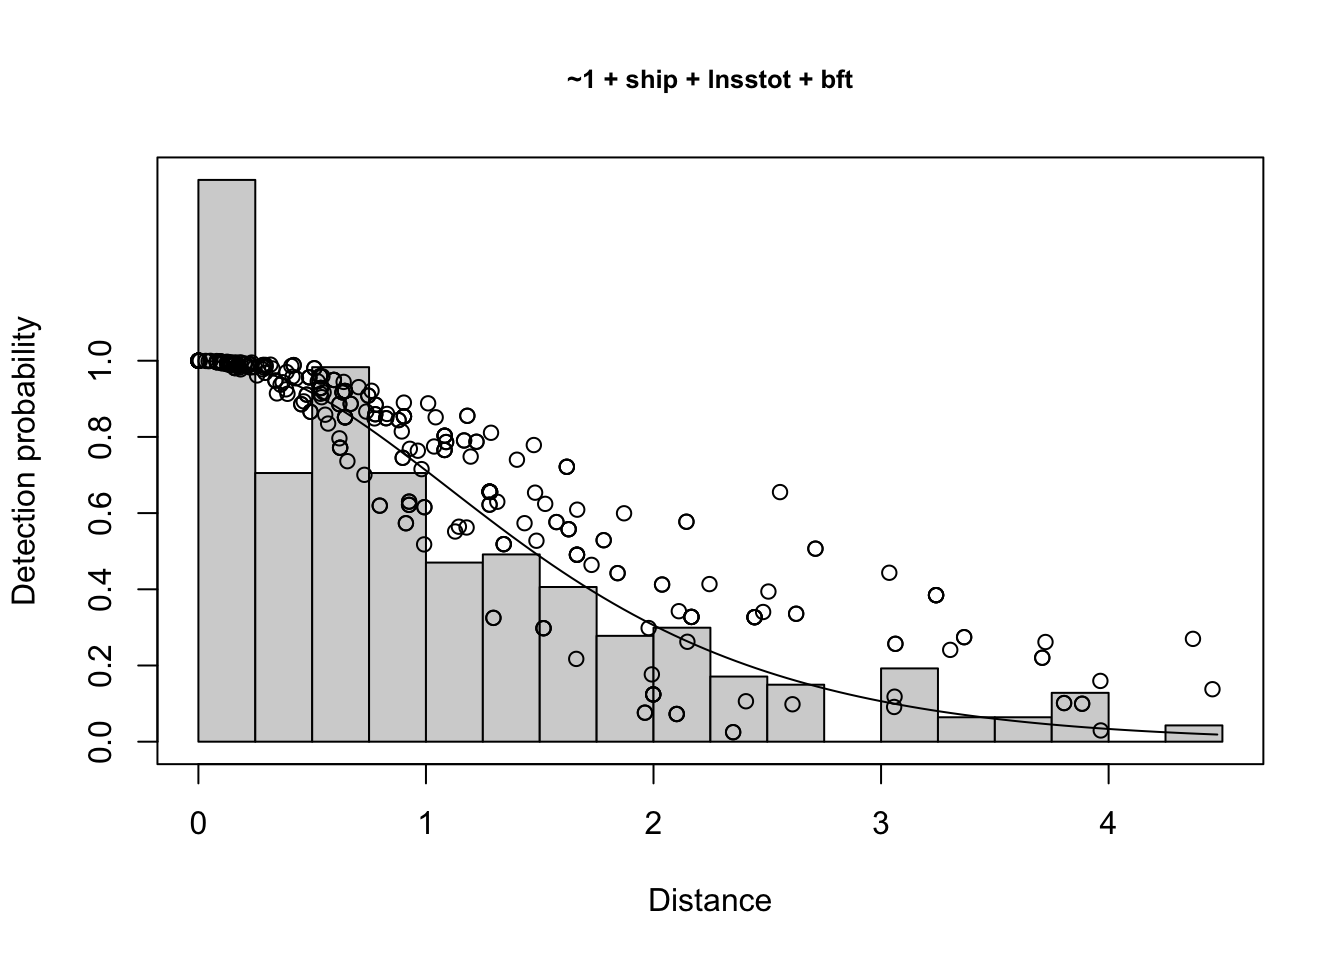 ~1 + ship + lnsstot + bft
Detection probability
1.0
0.8
0.6
0.4
0.2
0.0
0 1 2 3 4
Distance